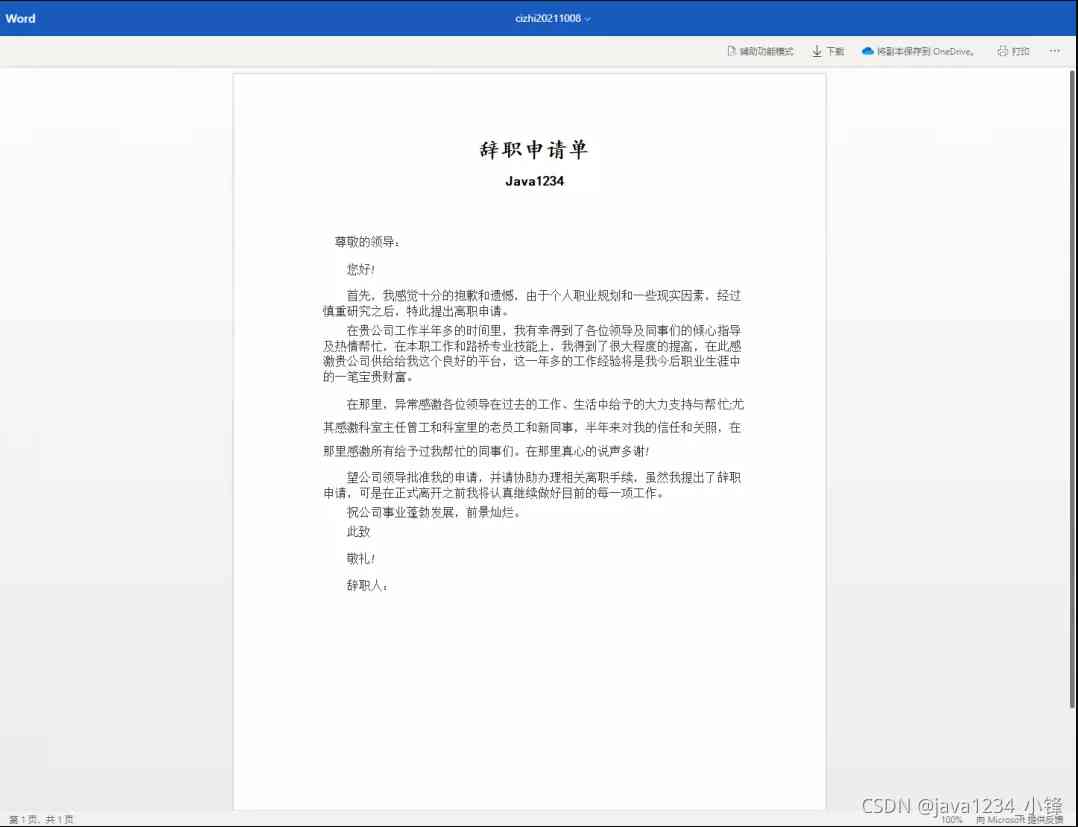 Word
cizhi20211008
辅助功能模式
下载
将副本保存到 OneDrive。
打印
辞职申请单
Java1234
尊敬的领导：
您好！
首先，我感觉十分的抱歉和遗憾，由于个人职业规划和一些现实因素，经过
慎重研究之后，特此提出离职申请。
在贵公司工作半年多的时间里，我有幸得到了各位领导及同事们的倾心指导
及热情帮忙，在本职工作和路桥专业技能上，我得到了很大程度的提高，在此感
激贵公司供给给我这个良好的平台，这一年多的工作经验将是我今后职业生涯中
的一笔宝贵财富。
在那里，异常感激各位领导在过去的工作、生活中给予的大力支持与帮忙;尤
其感激科室主任曾工和科室里的老员工和新同事，半年来对我的信任和关照，在
那里感激所有给予过我帮忙的同事们。在那里真心的说声多谢！
望公司领导批准我的申请，并请协助办理相关离职手续，虽然我提出了辞职
申请，可是在正式离开之前我将认真继续做好目前的每一项工作。
祝公司事业蓬勃发展，前景灿烂。
此致
敬礼！
辞职人：
CSDN @java1234_小锋
第 1 页，共 1 页
100%
向 Microsoft 提供反馈